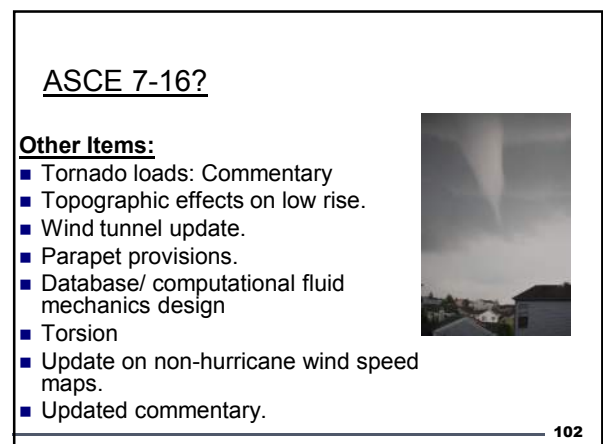 ASCE 7-16?
Other Items:
■ Tornado loads: Commentary
■ Topographic effects on low rise.
■ Wind tunnel update.
■ Parapet provisions.
■ Database/ computational fluid
mechanics design
■ Torsion
■ Update on non-hurricane wind speed
maps.
■ Updated commentary.
102